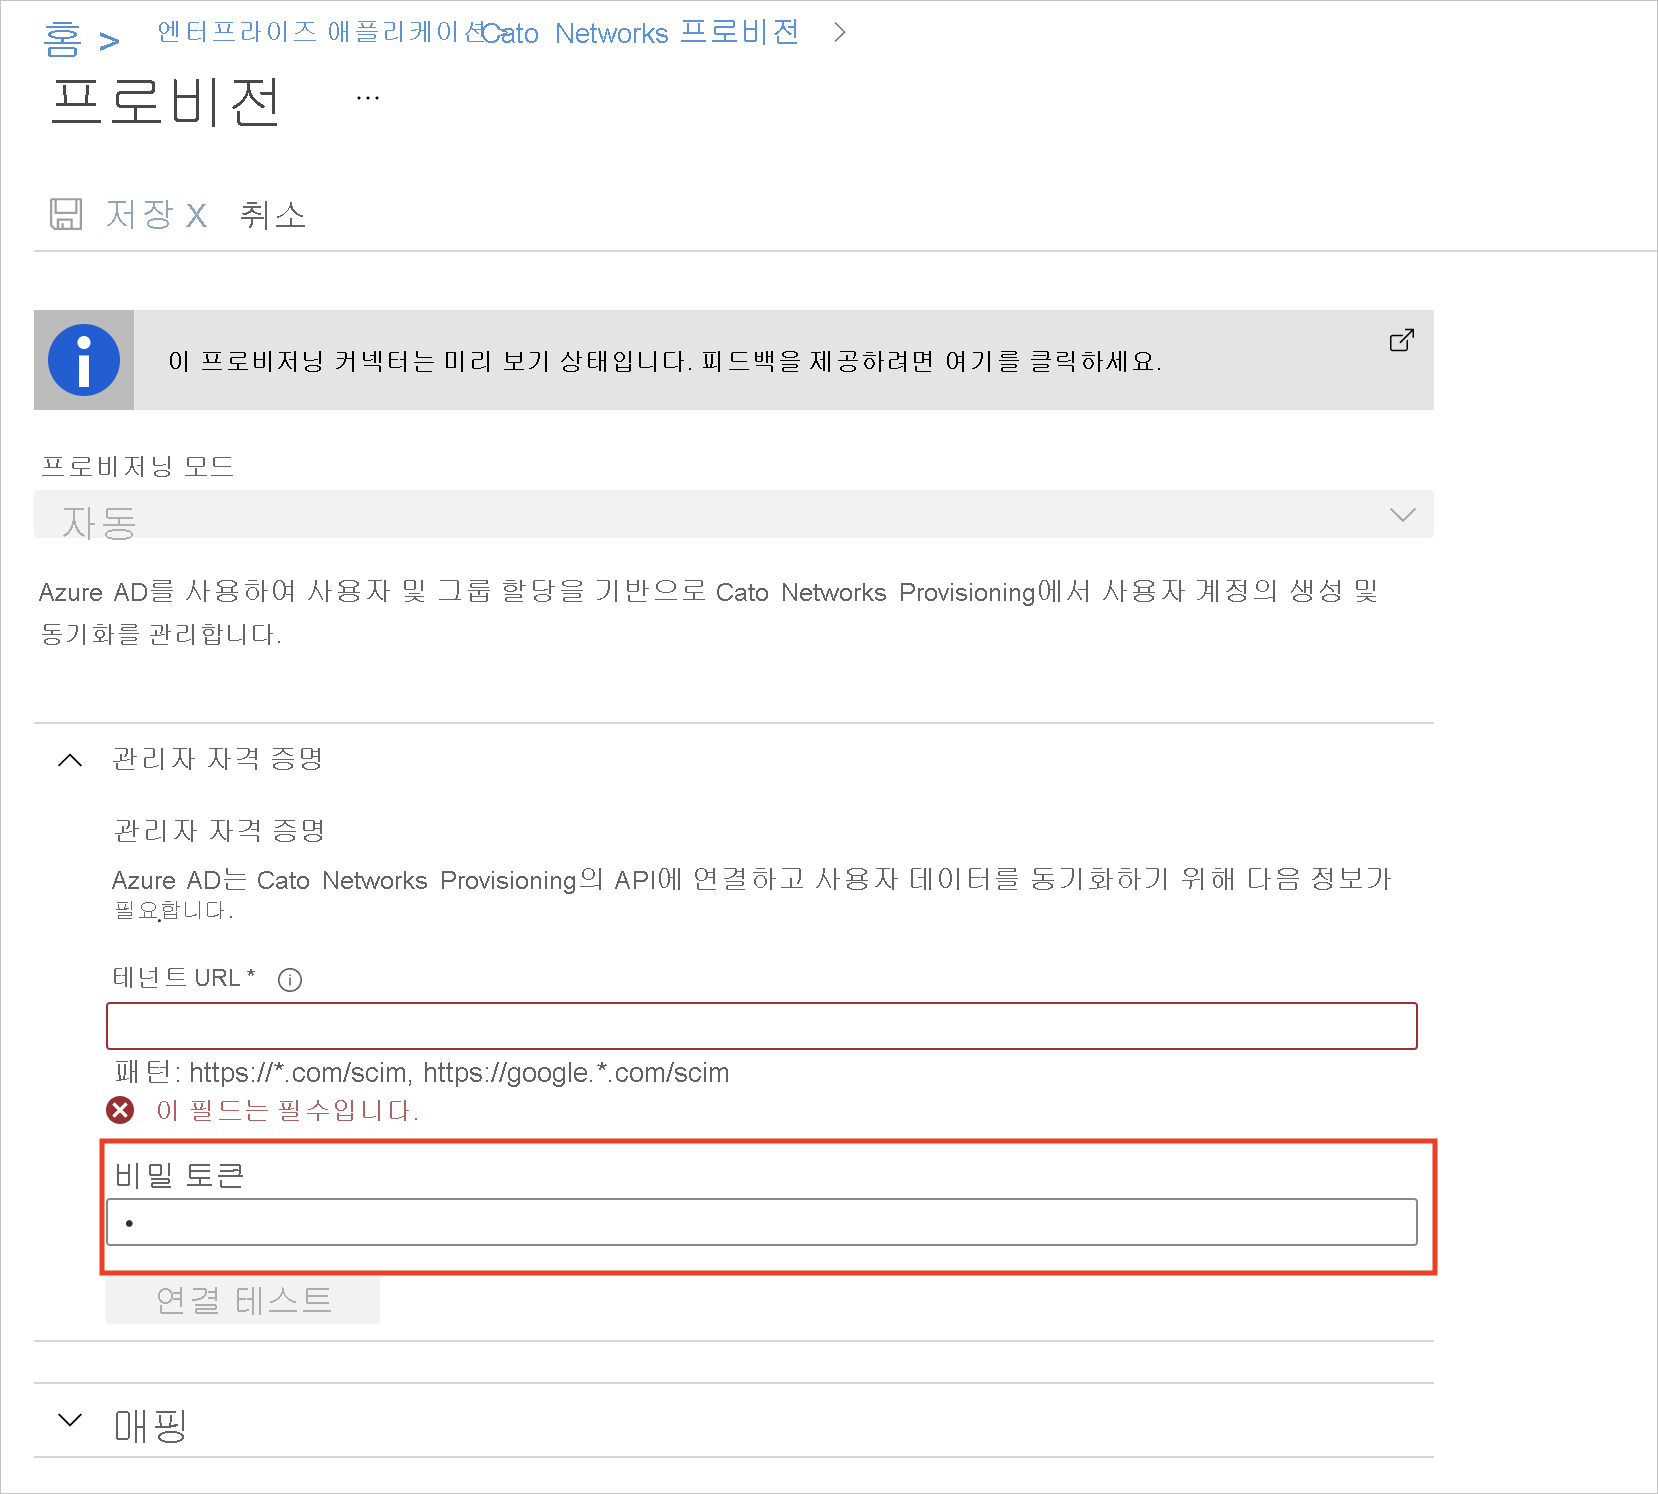 홈 > 엔터프라이즈 애플리케이션 > Cato Networks 프로비전 >
프로비전 ...
저장 X 취소
이 프로비저닝 커넥터는 미리 보기 상태입니다. 피드백을 제공하려면 여기를 클릭하세요.
프로비저닝 모드
자동
Azure AD를 사용하여 사용자 및 그룹 할당을 기반으로 Cato Networks Provisioning에서 사용자 계정의 생성 및
동기화를 관리합니다.
관리자 자격 증명
관리자 자격 증명
Azure AD는 Cato Networks Provisioning의 API에 연결하고 사용자 데이터를 동기화하기 위해 다음 정보가
필요합니다.
테넌트 URL *
패턴: https://*.com/scim, https://google.*.com/scim
이 필드는 필수입니다.
비밀 토큰
•
연결 테스트
매핑